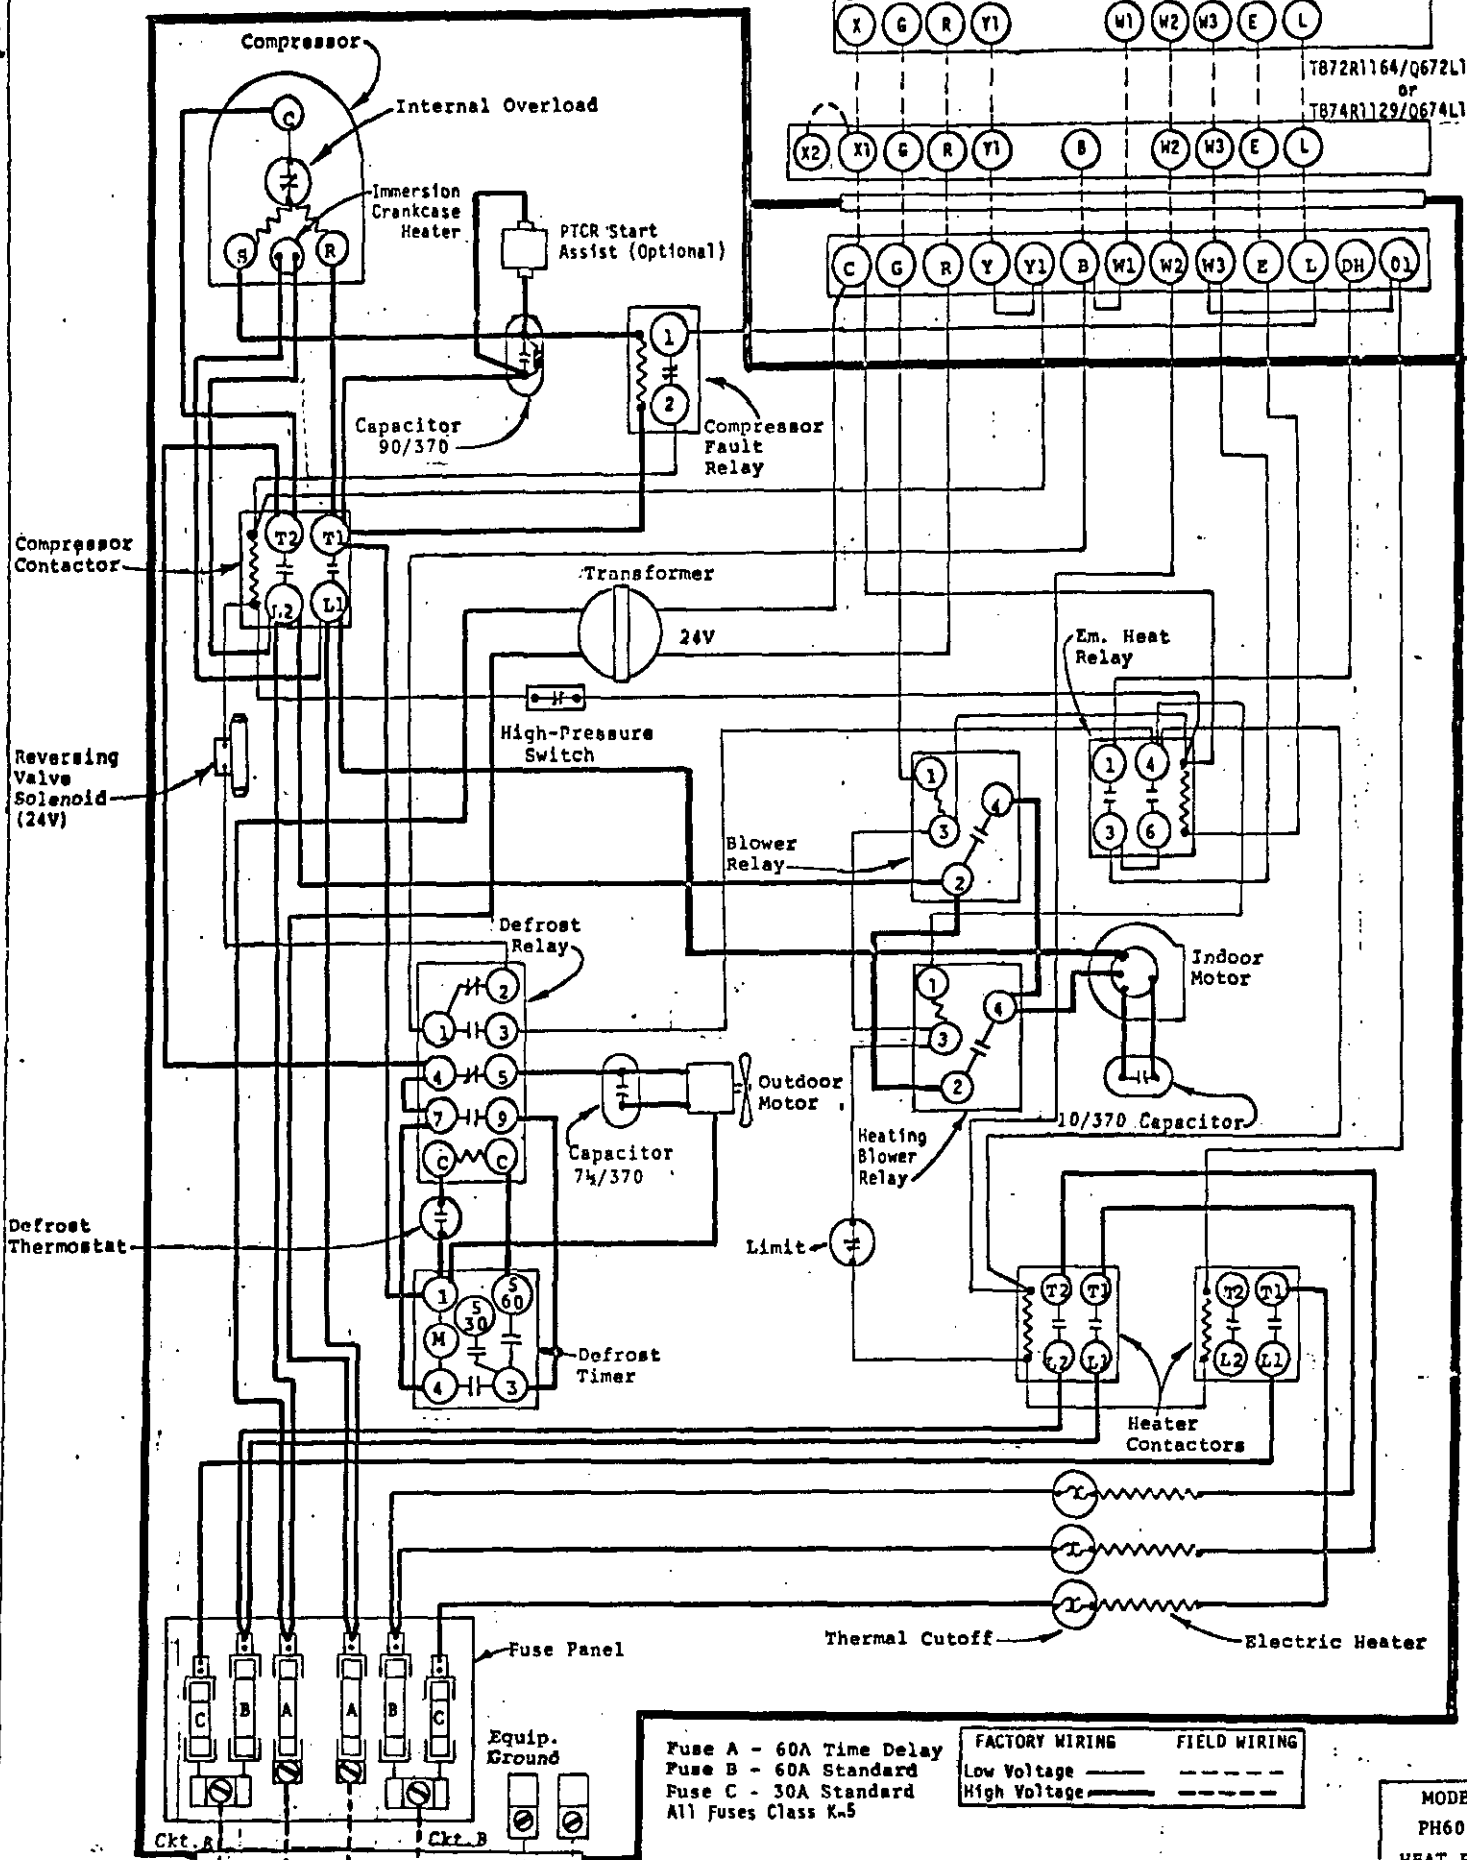 X G R Y1 W1 W2 W3 E L
T872R1164/Q672L1
or
T874R1129/Q674L1
X2 X1 G R Y1 B W2 W3 E L
C G R Y Y1 B W1 W2 W3 E L DH O1
Compressor
Internal Overload
Immersion
Crankcase
Heater
C
S
R
PTCR Start
Assist (Optional)
Capacitor
90/370
1
2
Compressor
Fault
Relay
Compressor
Contactor
T2 T1
L2 L1
Transformer
24V
High-Pressure
Switch
Em. Heat
Relay
1 4
3 6
Reversing
Valve
Solenoid
(24V)
Blower
Relay
1
4
3
2
Defrost
Relay
2
1 3
4 5
7 9
C C
Capacitor
7½/370
Outdoor
Motor
Indoor
Motor
10/370 Capacitor
1
4
3
2
Heating
Blower
Relay
Defrost
Thermostat
Limit
1
S
30
S
60
M
4 3
Defrost
Timer
T2 T1
L2 L1
T2 T1
L2 L1
Heater
Contactors
Thermal Cutoff
Electric Heater
Fuse Panel
C B A A B C
Equip.
Ground
Ckt. B
Fuse A - 60A Time Delay
Fuse B - 60A Standard
Fuse C - 30A Standard
All Fuses Class K-5
FACTORY WIRING FIELD WIRING
Low Voltage
High Voltage
MODE
PH60